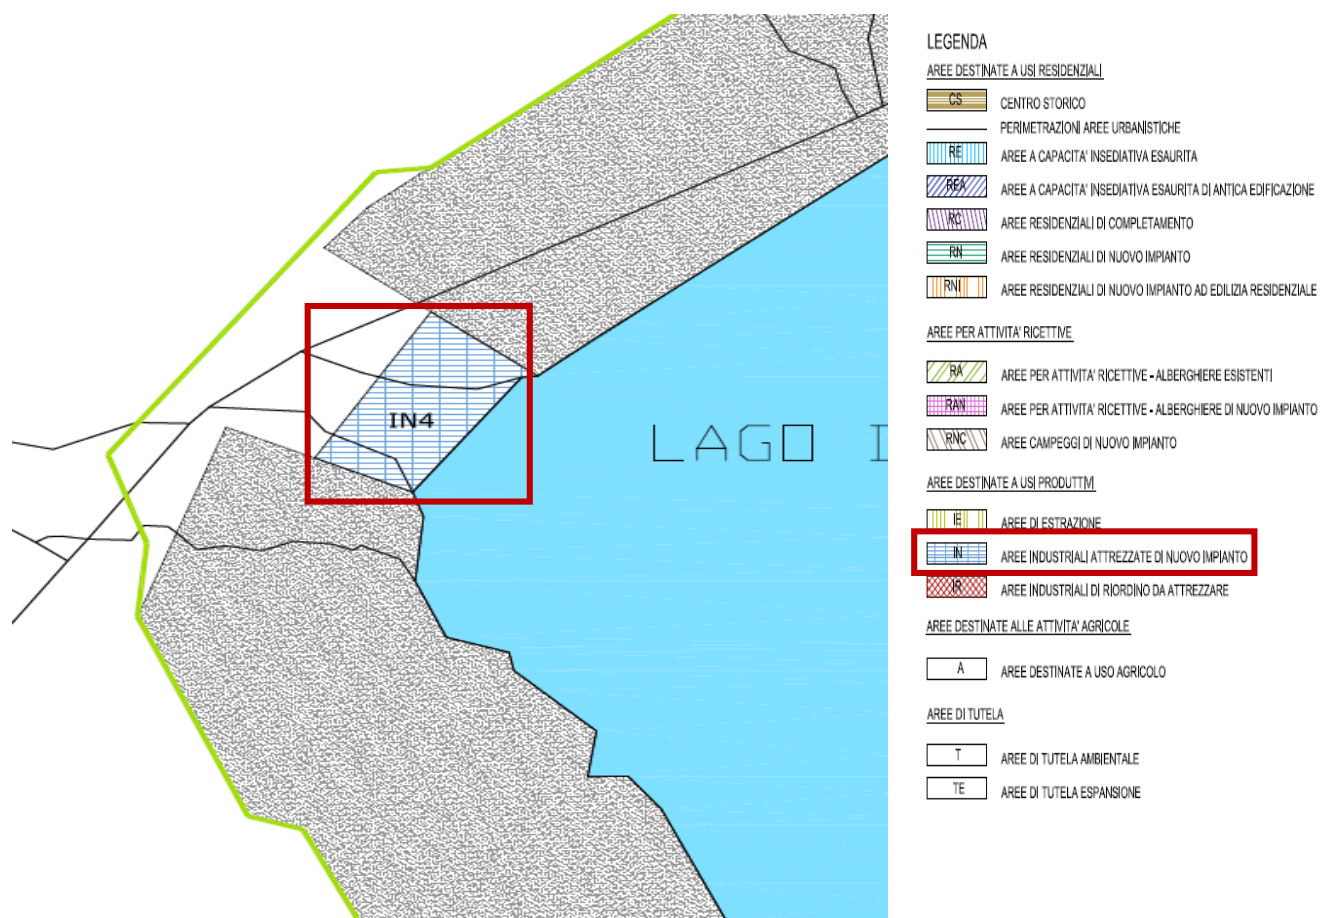 IN4
LAGO
LEGENDA
AREE DESTINATE A USI RESIDENZIALI
CS CENTRO STORICO
PERIMETRAZIONI AREE URBANISTICHE
RE AREE A CAPACITA' INSEDIATIVA ESAURITA
REA AREE A CAPACITA' INSEDIATIVA ESAURITA DI ANTICA EDIFICAZIONE
RC AREE RESIDENZIALI DI COMPLETAMENTO
RN AREE RESIDENZIALI DI NUOVO IMPIANTO
RNI AREE RESIDENZIALI DI NUOVO IMPIANTO AD EDILIZIA RESIDENZIALE
AREE PER ATTIVITA' RICETTIVE
RA AREE PER ATTIVITA' RICETTIVE - ALBERGHIERE ESISTENTI
RAN AREE PER ATTIVITA' RICETTIVE - ALBERGHIERE DI NUOVO IMPIANTO
RNC AREE CAMPEGGI DI NUOVO IMPIANTO
AREE DESTINATE A USI PRODUTTIVI
IE AREE DI ESTRAZIONE
IN AREE INDUSTRIALI ATTREZZATE DI NUOVO IMPIANTO
IR AREE INDUSTRIALI DI RIORDINO DA ATTREZZARE
AREE DESTINATE ALLE ATTIVITA' AGRICOLE
A AREE DESTINATE A USO AGRICOLO
AREE DI TUTELA
T AREE DI TUTELA AMBIENTALE
TE AREE DI TUTELA ESPANSIONE